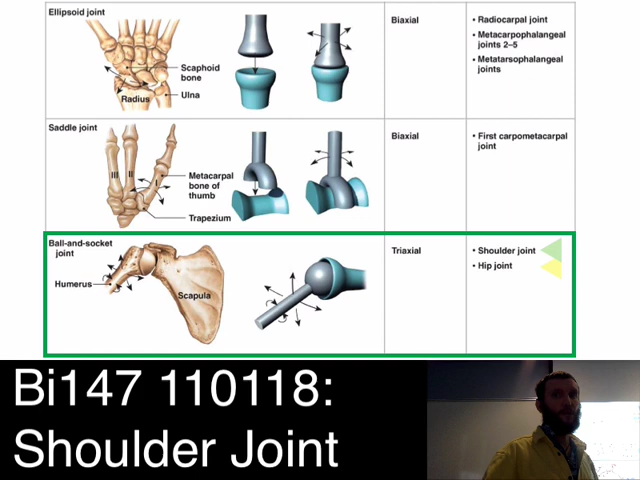 Ellipsoid joint
Scaphoid
bone
Radius
Ulna
Biaxial
• Radiocarpal joint
• Metacarpophalangeal
joints 2–5
• Metatarsophalangeal
joints
Saddle joint
III
II
I
Metacarpal
bone of
thumb
Trapezium
Biaxial
• First carpometacarpal
joint
Ball-and-socket
joint
Humerus
Scapula
Triaxial
• Shoulder joint
• Hip joint
Bi147 110118:
Shoulder Joint